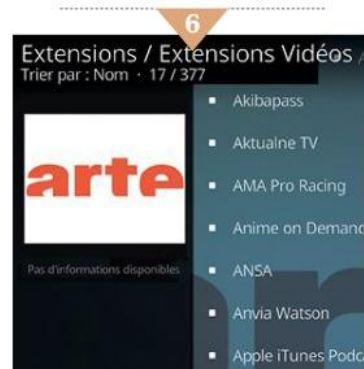 6
Extensions / Extensions Vidéos /
Trier par : Nom · 17 / 377
Akibapass
Aktualne TV
arte
AMA Pro Racing
Anime on Demand
Pas d'informations disponibles
ANSA
Anvia Watson
Apple iTunes Podca